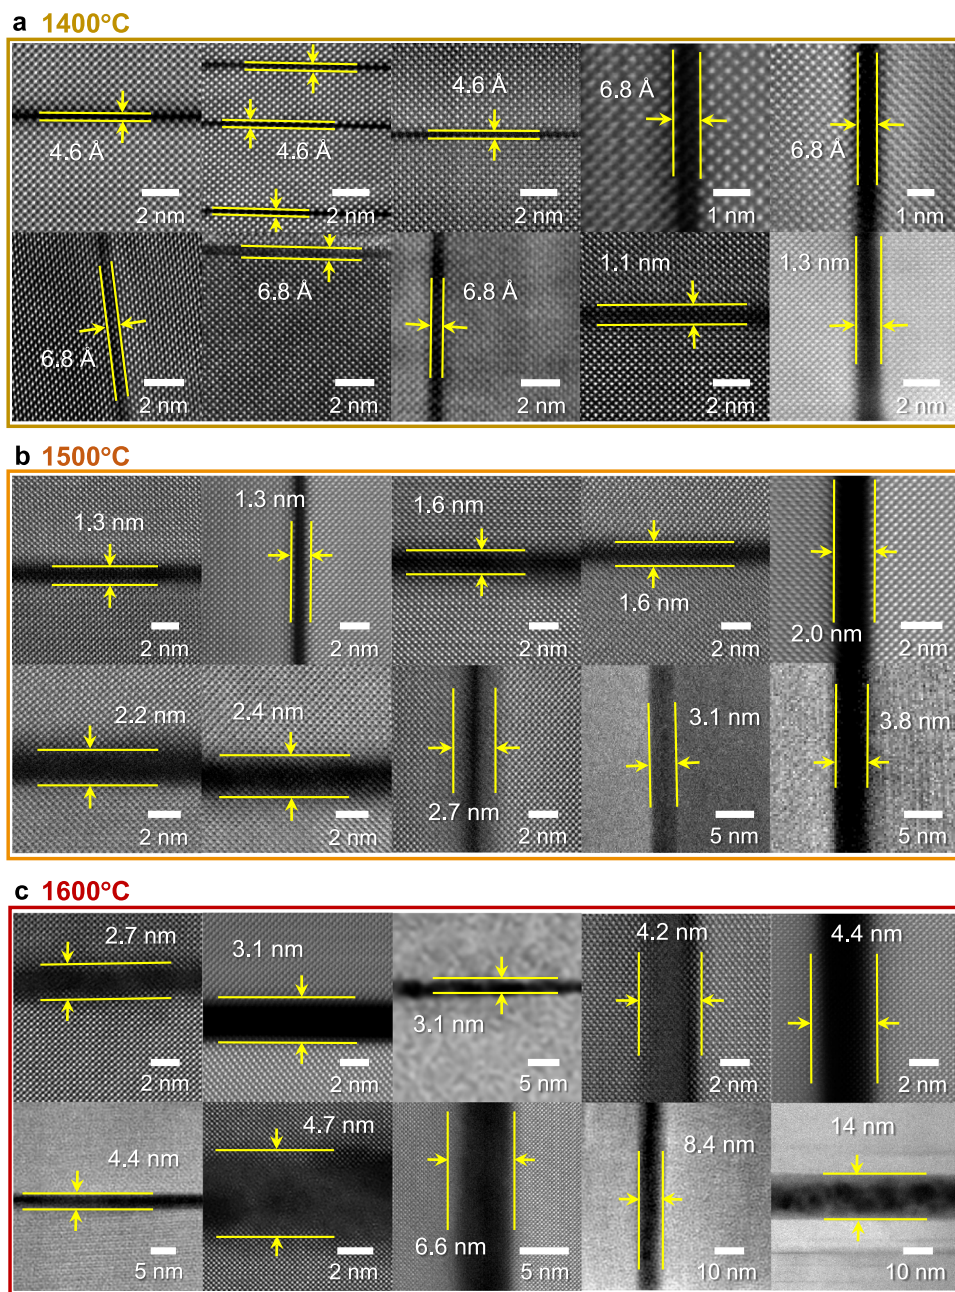 a 1400°C
4.6 Å
2 nm
4.6 Å
2 nm
4.6 Å
2 nm
6.8 Å
1 nm
6.8 Å
1 nm
6.8 Å
2 nm
6.8 Å
2 nm
6.8 Å
2 nm
1.1 nm
2 nm
1.3 nm
2 nm
b 1500°C
1.3 nm
2 nm
1.3 nm
2 nm
1.6 nm
2 nm
1.6 nm
2 nm
2.0 nm
2 nm
2.2 nm
2 nm
2.4 nm
2 nm
2.7 nm
2 nm
3.1 nm
5 nm
3.8 nm
5 nm
c 1600°C
2.7 nm
2 nm
3.1 nm
2 nm
3.1 nm
5 nm
4.2 nm
2 nm
4.4 nm
2 nm
4.4 nm
5 nm
4.7 nm
2 nm
6.6 nm
5 nm
8.4 nm
10 nm
14 nm
10 nm